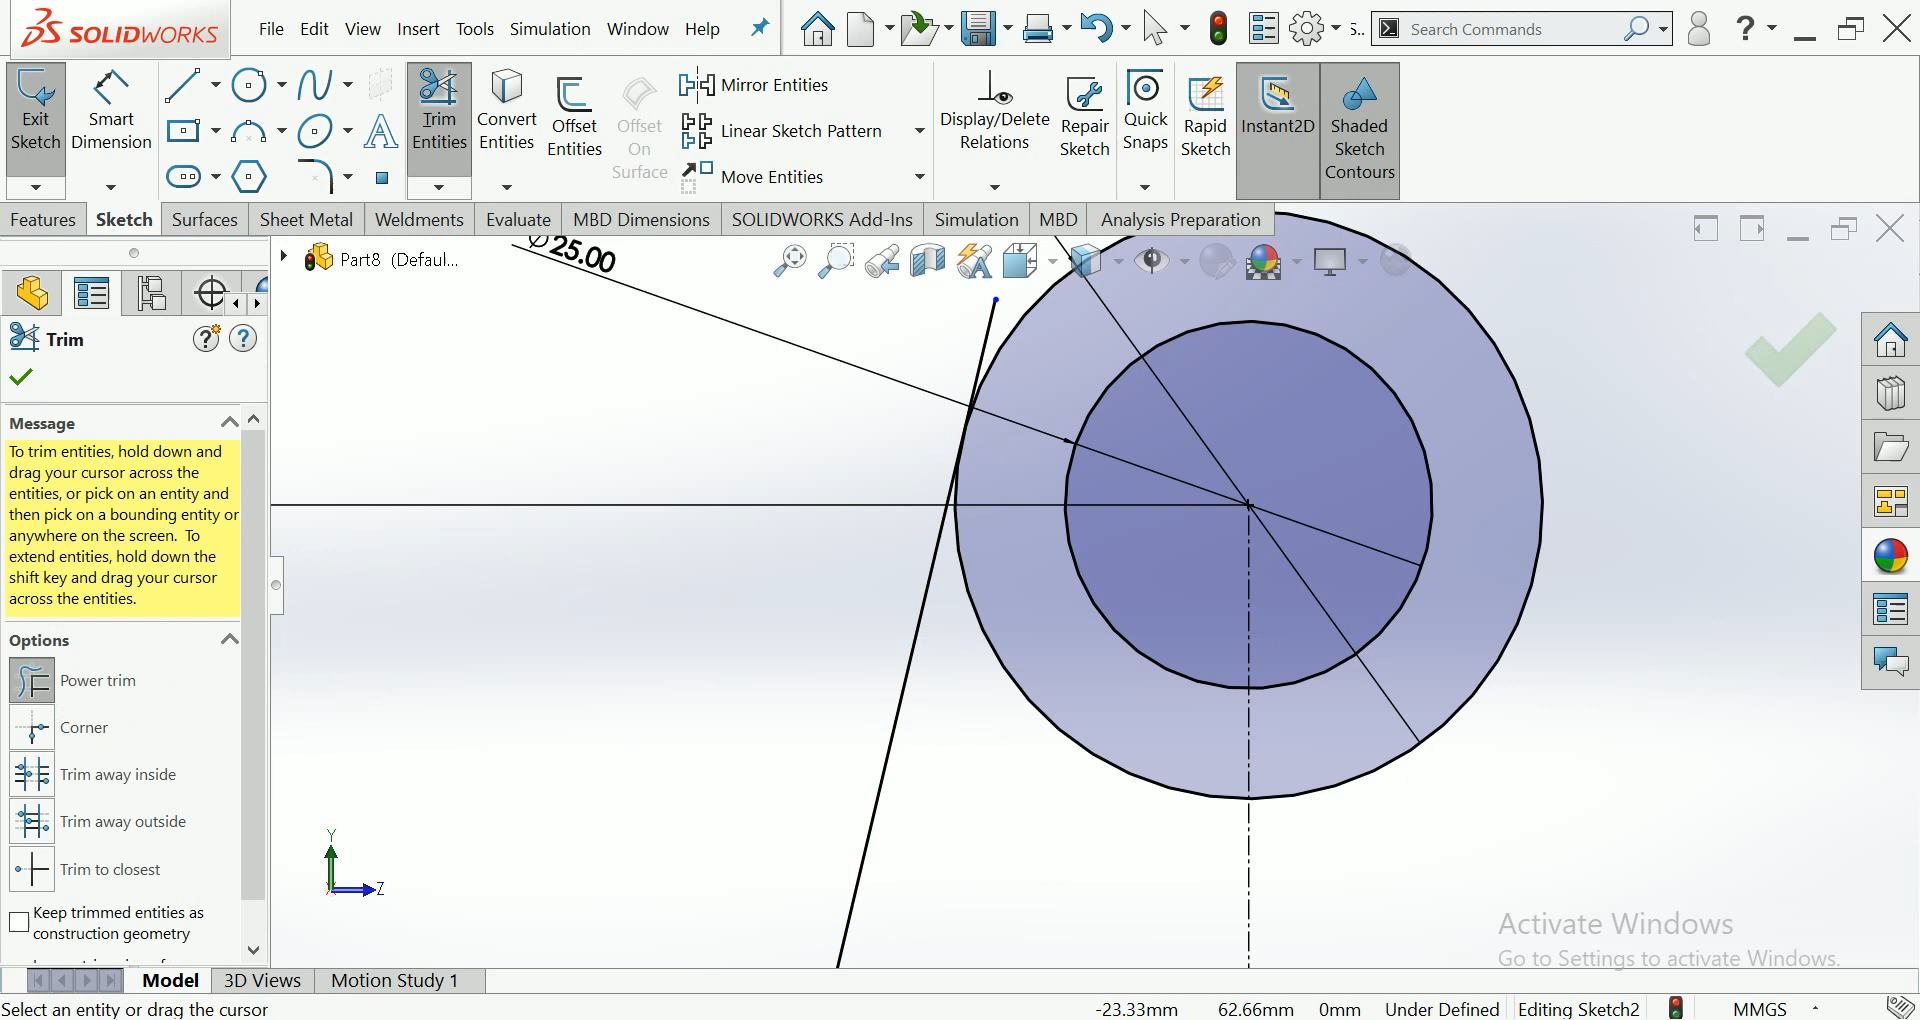 SOLIDWORKS
File Edit View Insert Tools Simulation Window Help
S..
Search Commands
?
Exit Sketch
Smart Dimension
Trim Entities
Convert Entities
Offset Entities
Offset On Surface
Mirror Entities
Linear Sketch Pattern
Move Entities
Display/Delete Relations
Repair Sketch
Quick Snaps
Rapid Sketch
Instant2D
Shaded Sketch Contours
Features Sketch Surfaces Sheet Metal Weldments Evaluate MBD Dimensions SOLIDWORKS Add-Ins Simulation MBD Analysis Preparation
Part8 (Defaul...
Ø25.00
Trim
Message
To trim entities, hold down and
drag your cursor across the
entities, or pick on an entity and
then pick on a bounding entity or
anywhere on the screen. To
extend entities, hold down the
shift key and drag your cursor
across the entities.
Options
Power trim
Corner
Trim away inside
Trim away outside
Trim to closest
Keep trimmed entities as
construction geometry
Y
Z
Activate Windows
Go to Settings to activate Windows.
Model 3D Views Motion Study 1
Select an entity or drag the cursor
-23.33mm 62.66mm 0mm Under Defined Editing Sketch2 MMGS